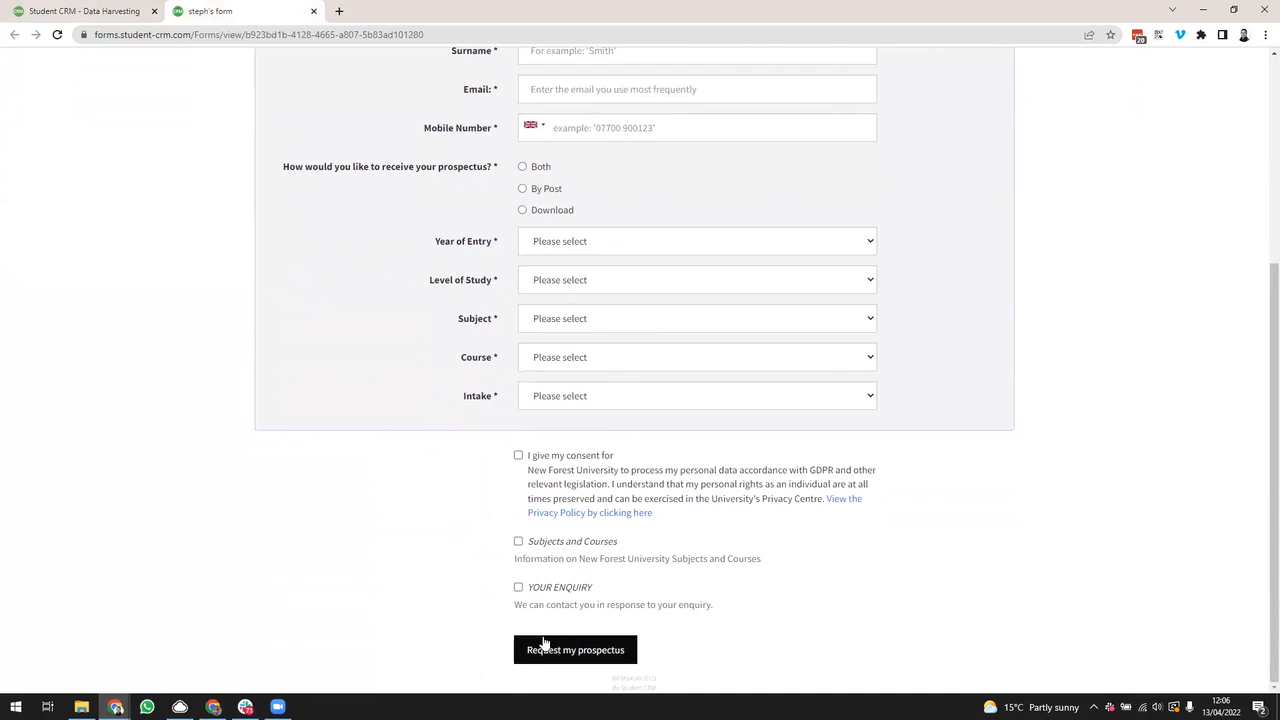 Student CRM - Data Harvesting
steph's form
forms.student-crm.com/Forms/view/b923bd1b-4128-4665-a807-5b83ad101280
20
Surname *
For example: 'Smith'
Email: *
Enter the email you use most frequently
Mobile Number *
example: '07700 900123'
How would you like to receive your prospectus? *
Both
By Post
Download
Year of Entry *
Please select
Level of Study *
Please select
Subject *
Please select
Course *
Please select
Intake *
Please select
I give my consent for
New Forest University to process my personal data accordance with GDPR and other
relevant legislation. I understand that my personal rights as an individual are at all
times preserved and can be exercised in the University's Privacy Centre. View the
Privacy Policy by clicking here
Subjects and Courses
Information on New Forest University Subjects and Courses
YOUR ENQUIRY
We can contact you in response to your enquiry.
Request my prospectus
By Student CRM
15°C Partly sunny
12:06
13/04/2022